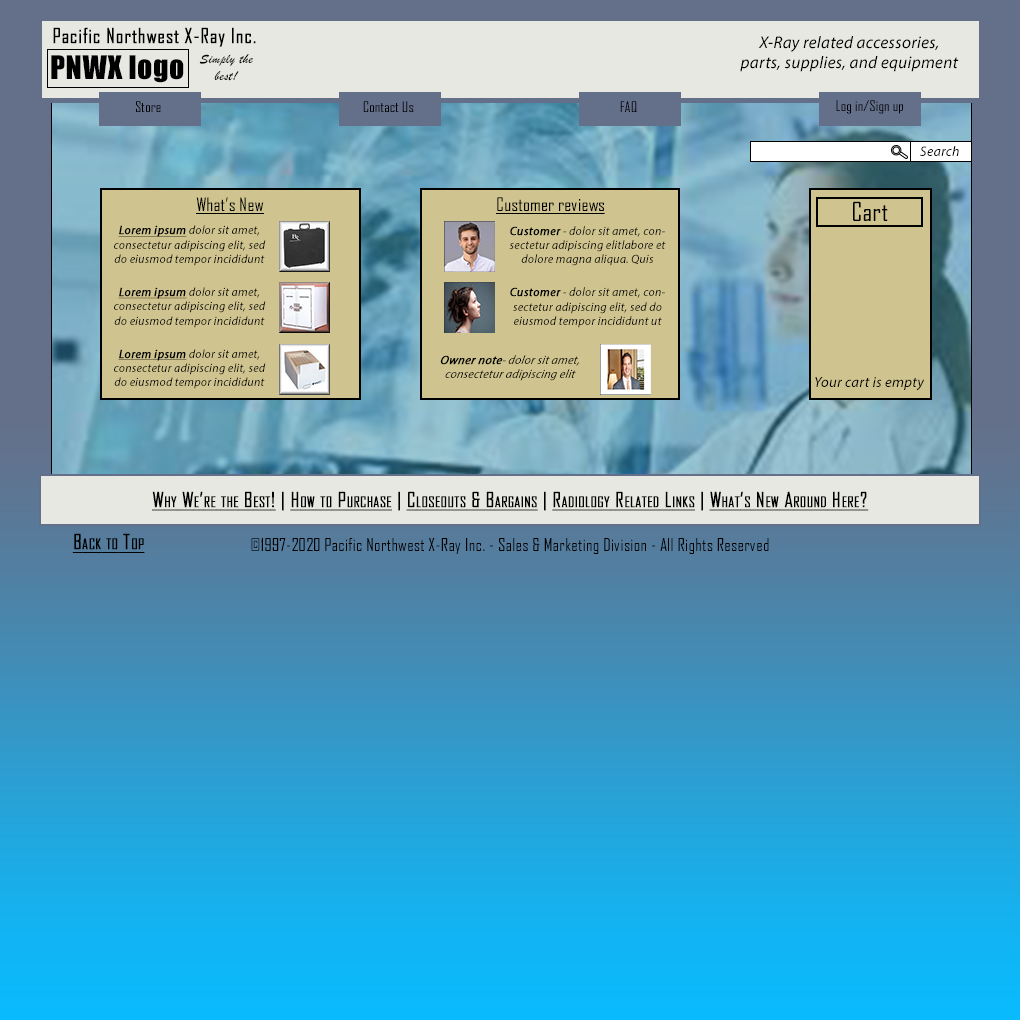 Pacific Northwest X-Ray Inc.
PNWX logo
Simply the
best!
X-Ray related accessories,
parts, supplies, and equipment
Store
Contact Us
FAQ
Log in/Sign up
Search
What's New
Lorem ipsum dolor sit amet,
consectetur adipiscing elit, sed
do eiusmod tempor incididunt
Lorem ipsum dolor sit amet,
consectetur adipiscing elit, sed
do eiusmod tempor incididunt
Lorem ipsum dolor sit amet,
consectetur adipiscing elit, sed
do eiusmod tempor incididunt
Customer reviews
Customer - dolor sit amet, con-
sectetur adipiscing elitlabore et
dolore magna aliqua. Quis
Customer - dolor sit amet, con-
sectetur adipiscing elit, sed do
eiusmod tempor incididunt ut
Owner note- dolor sit amet,
consectetur adipiscing elit
Cart
Your cart is empty
Why We're the Best! | How to Purchase | Closeouts & Bargains | Radiology Related Links | What's New Around Here?
Back to Top
©1997-2020 Pacific Northwest X-Ray Inc. - Sales & Marketing Division - All Rights Reserved